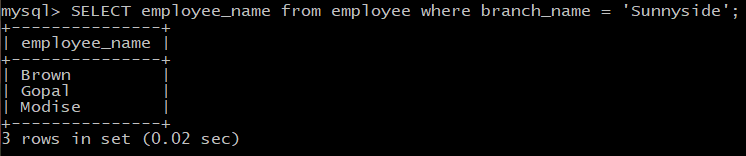 mysql> SELECT employee_name from employee where branch_name = 'Sunnyside';
+---------------+
| employee_name |
+---------------+
| Brown         |
| Gopal         |
| Modise        |
+---------------+
3 rows in set (0.02 sec)